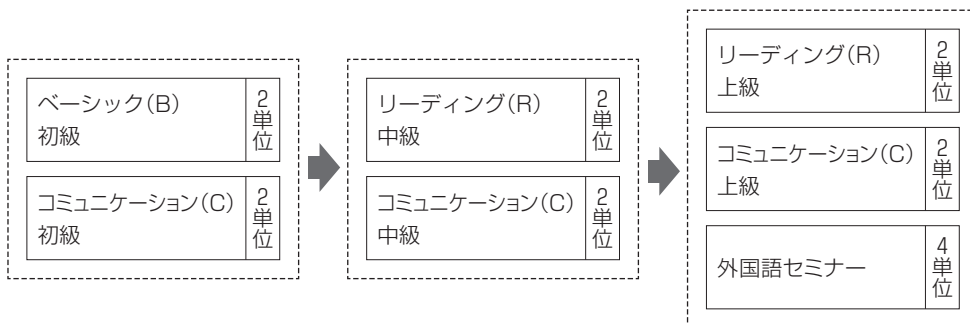 ベーシック(B)
初級
2単位
コミュニケーション(C)
初級
2単位
リーディング(R)
中級
2単位
コミュニケーション(C)
中級
2単位
リーディング(R)
上級
2単位
コミュニケーション(C)
上級
2単位
外国語セミナー
4単位